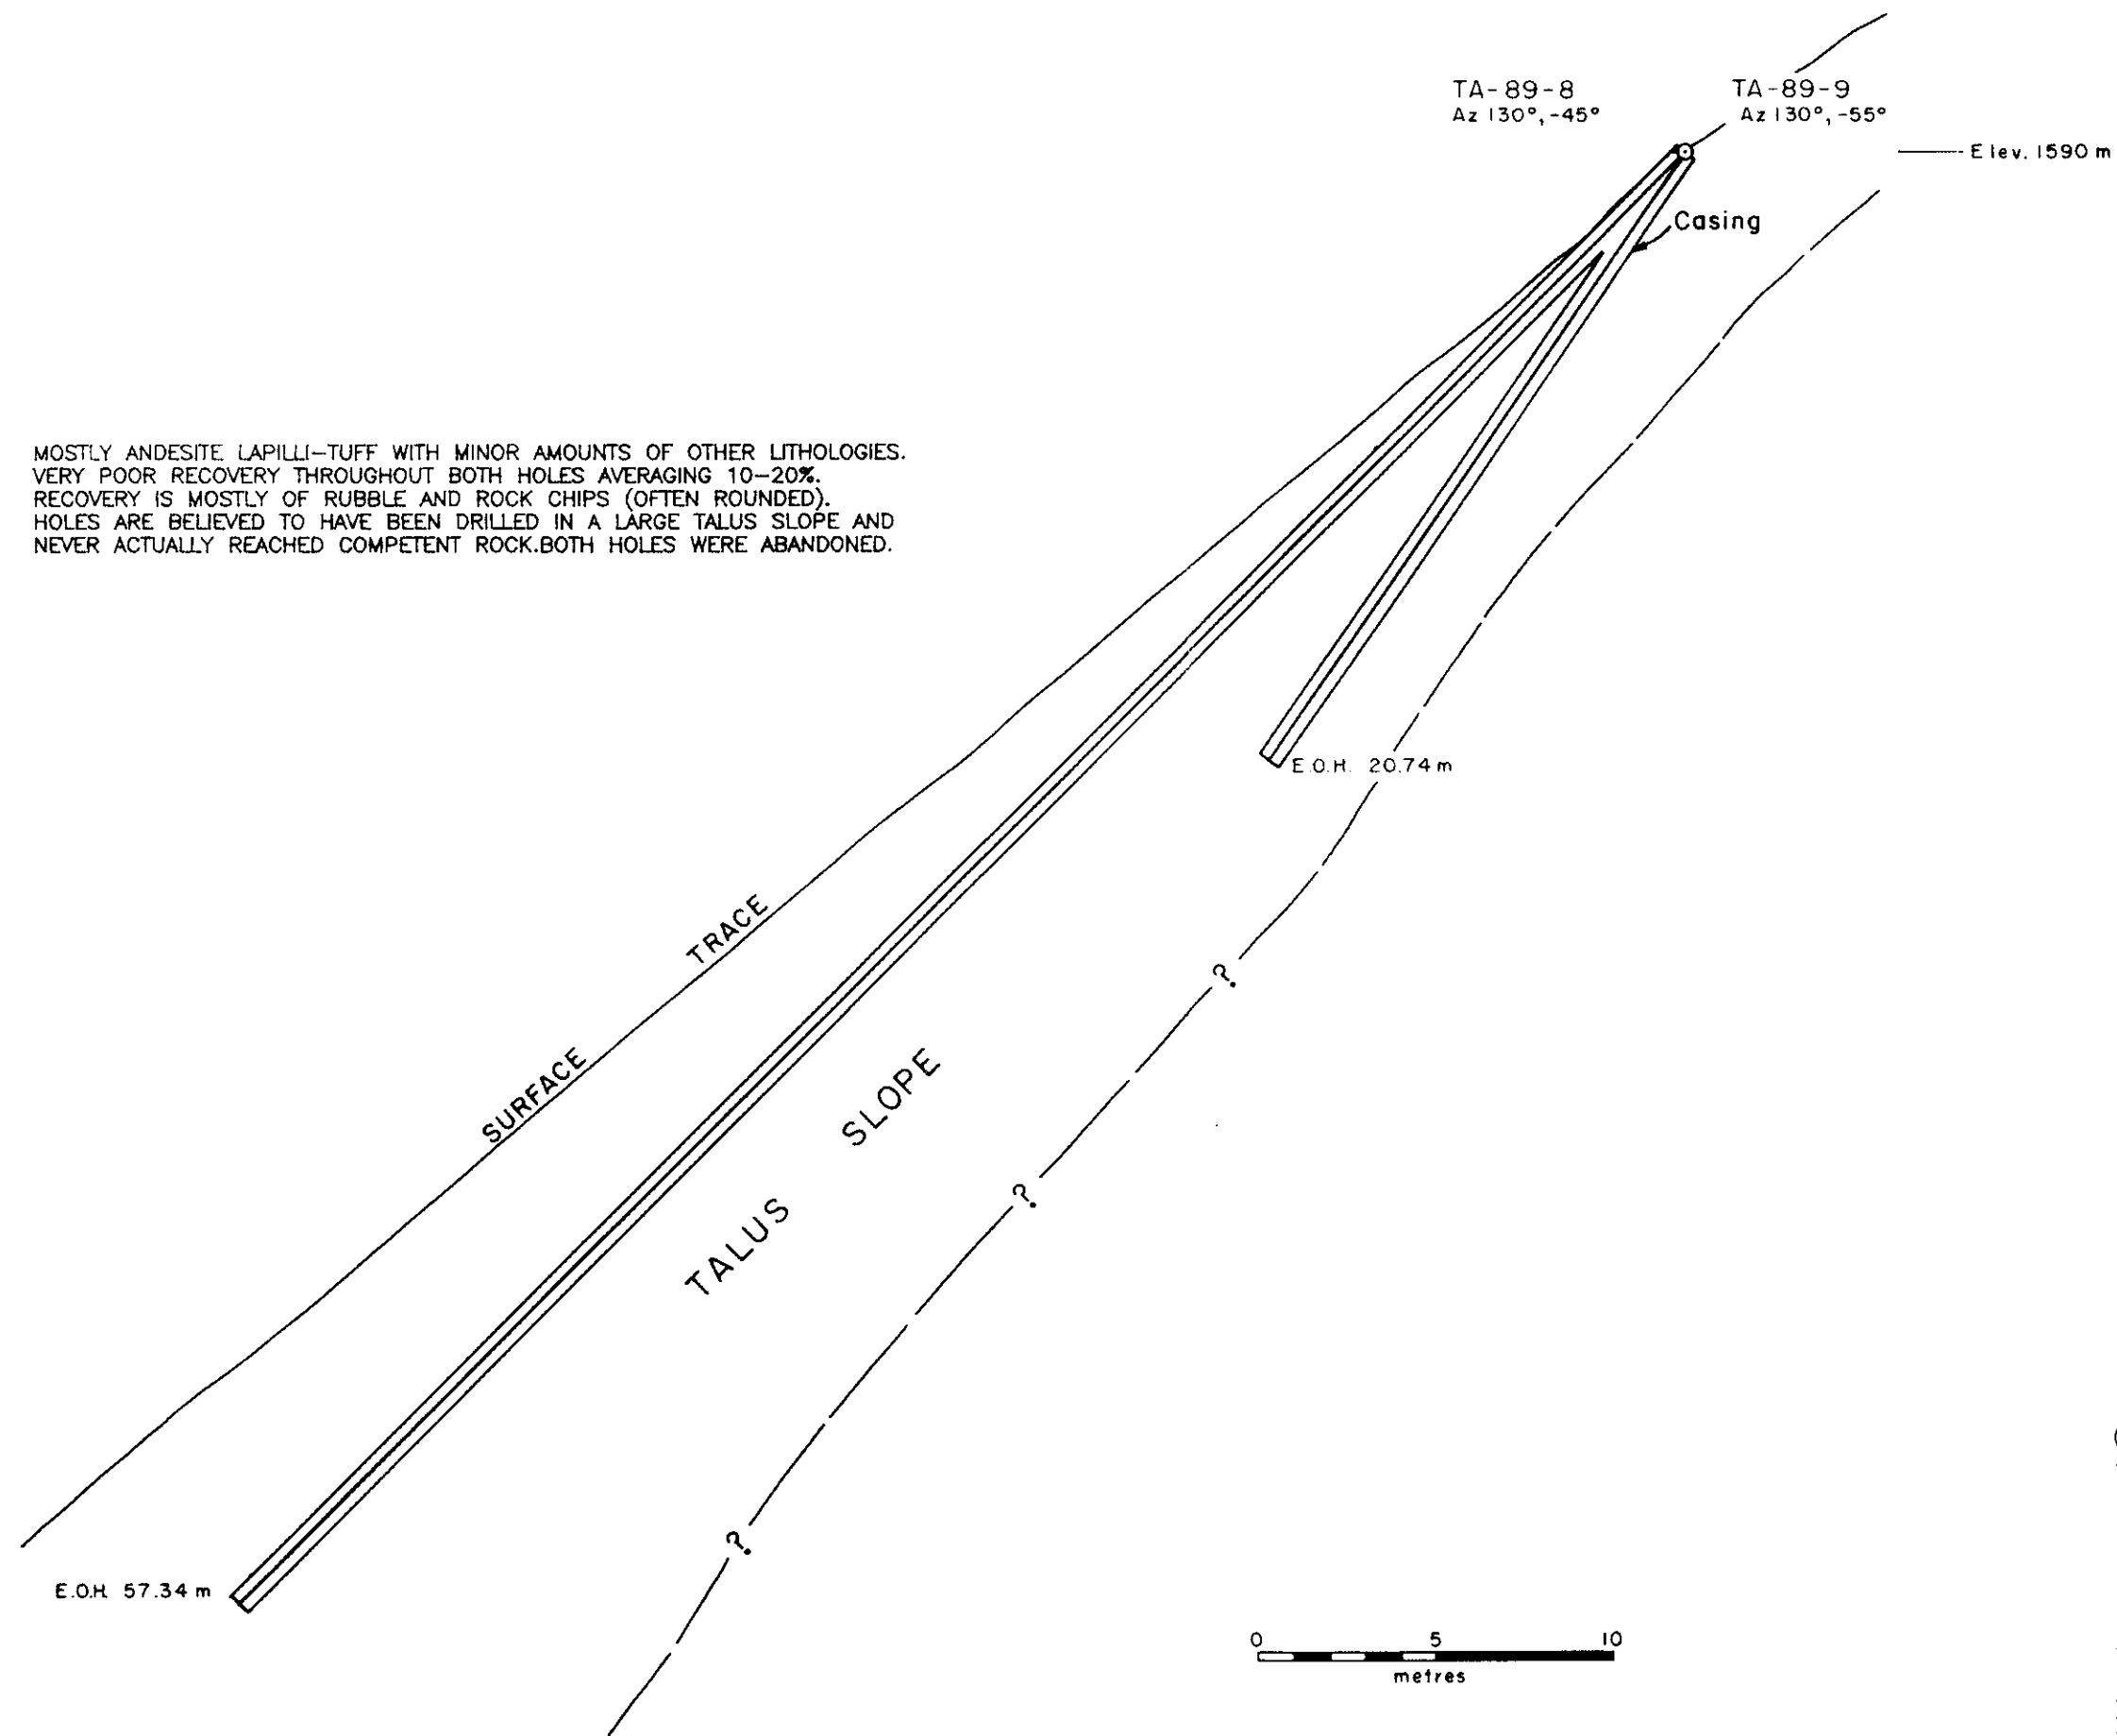 TA-89-8
Az 130°, -45°
TA-89-9
Az 130°, -55°
Elev. 1590 m
Casing
MOSTLY ANDESITE LAPILLI-TUFF WITH MINOR AMOUNTS OF OTHER LITHOLOGIES.
VERY POOR RECOVERY THROUGHOUT BOTH HOLES AVERAGING 10-20%.
RECOVERY IS MOSTLY OF RUBBLE AND ROCK CHIPS (OFTEN ROUNDED).
HOLES ARE BELIEVED TO HAVE BEEN DRILLED IN A LARGE TALUS SLOPE AND
NEVER ACTUALLY REACHED COMPETENT ROCK.BOTH HOLES WERE ABANDONED.
E.O.H. 20.74 m
SURFACE TRACE
?
TALUS SLOPE
?
?
E.O.H. 57.34 m
0 5 10
metres